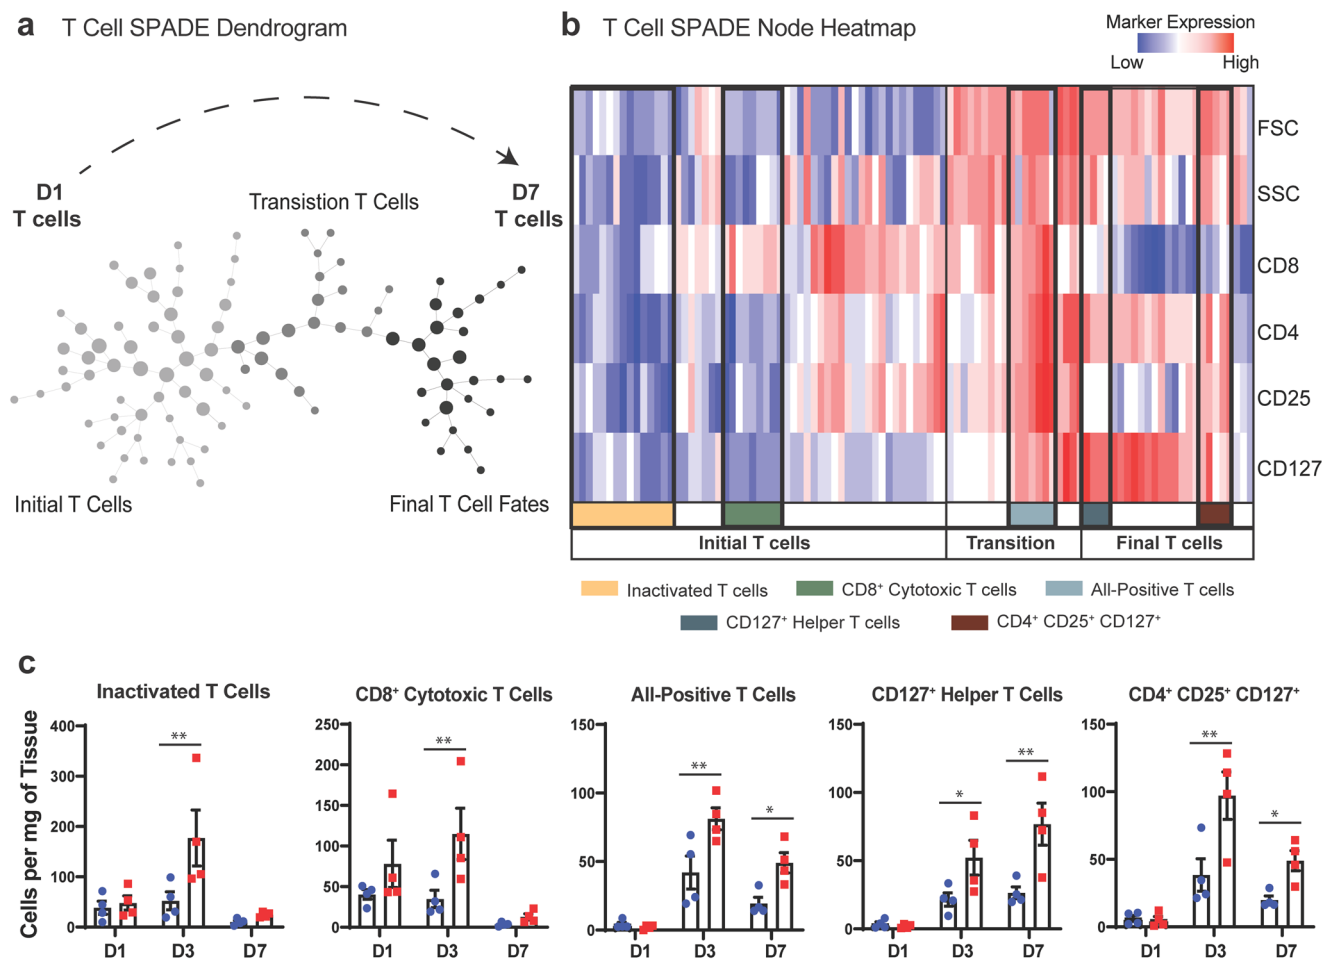 a T Cell SPADE Dendrogram
D1
T cells
Transistion T Cells
D7
T cells
Initial T Cells
Final T Cell Fates
b T Cell SPADE Node Heatmap
Marker Expression
Low High
FSC
SSC
CD8
CD4
CD25
CD127
Initial T cells Transition Final T cells
Inactivated T cells CD8+ Cytotoxic T cells All-Positive T cells
CD127+ Helper T cells CD4+ CD25+ CD127+
c
Cells per mg of Tissue
Inactivated T Cells
400
300
200
100
0
**
D1 D3 D7
CD8+ Cytotoxic T Cells
250
200
150
100
50
0
**
D1 D3 D7
All-Positive T Cells
150
100
50
0
**
*
D1 D3 D7
CD127+ Helper T Cells
150
100
50
0
*
**
D1 D3 D7
CD4+ CD25+ CD127+
150
100
50
0
**
*
D1 D3 D7